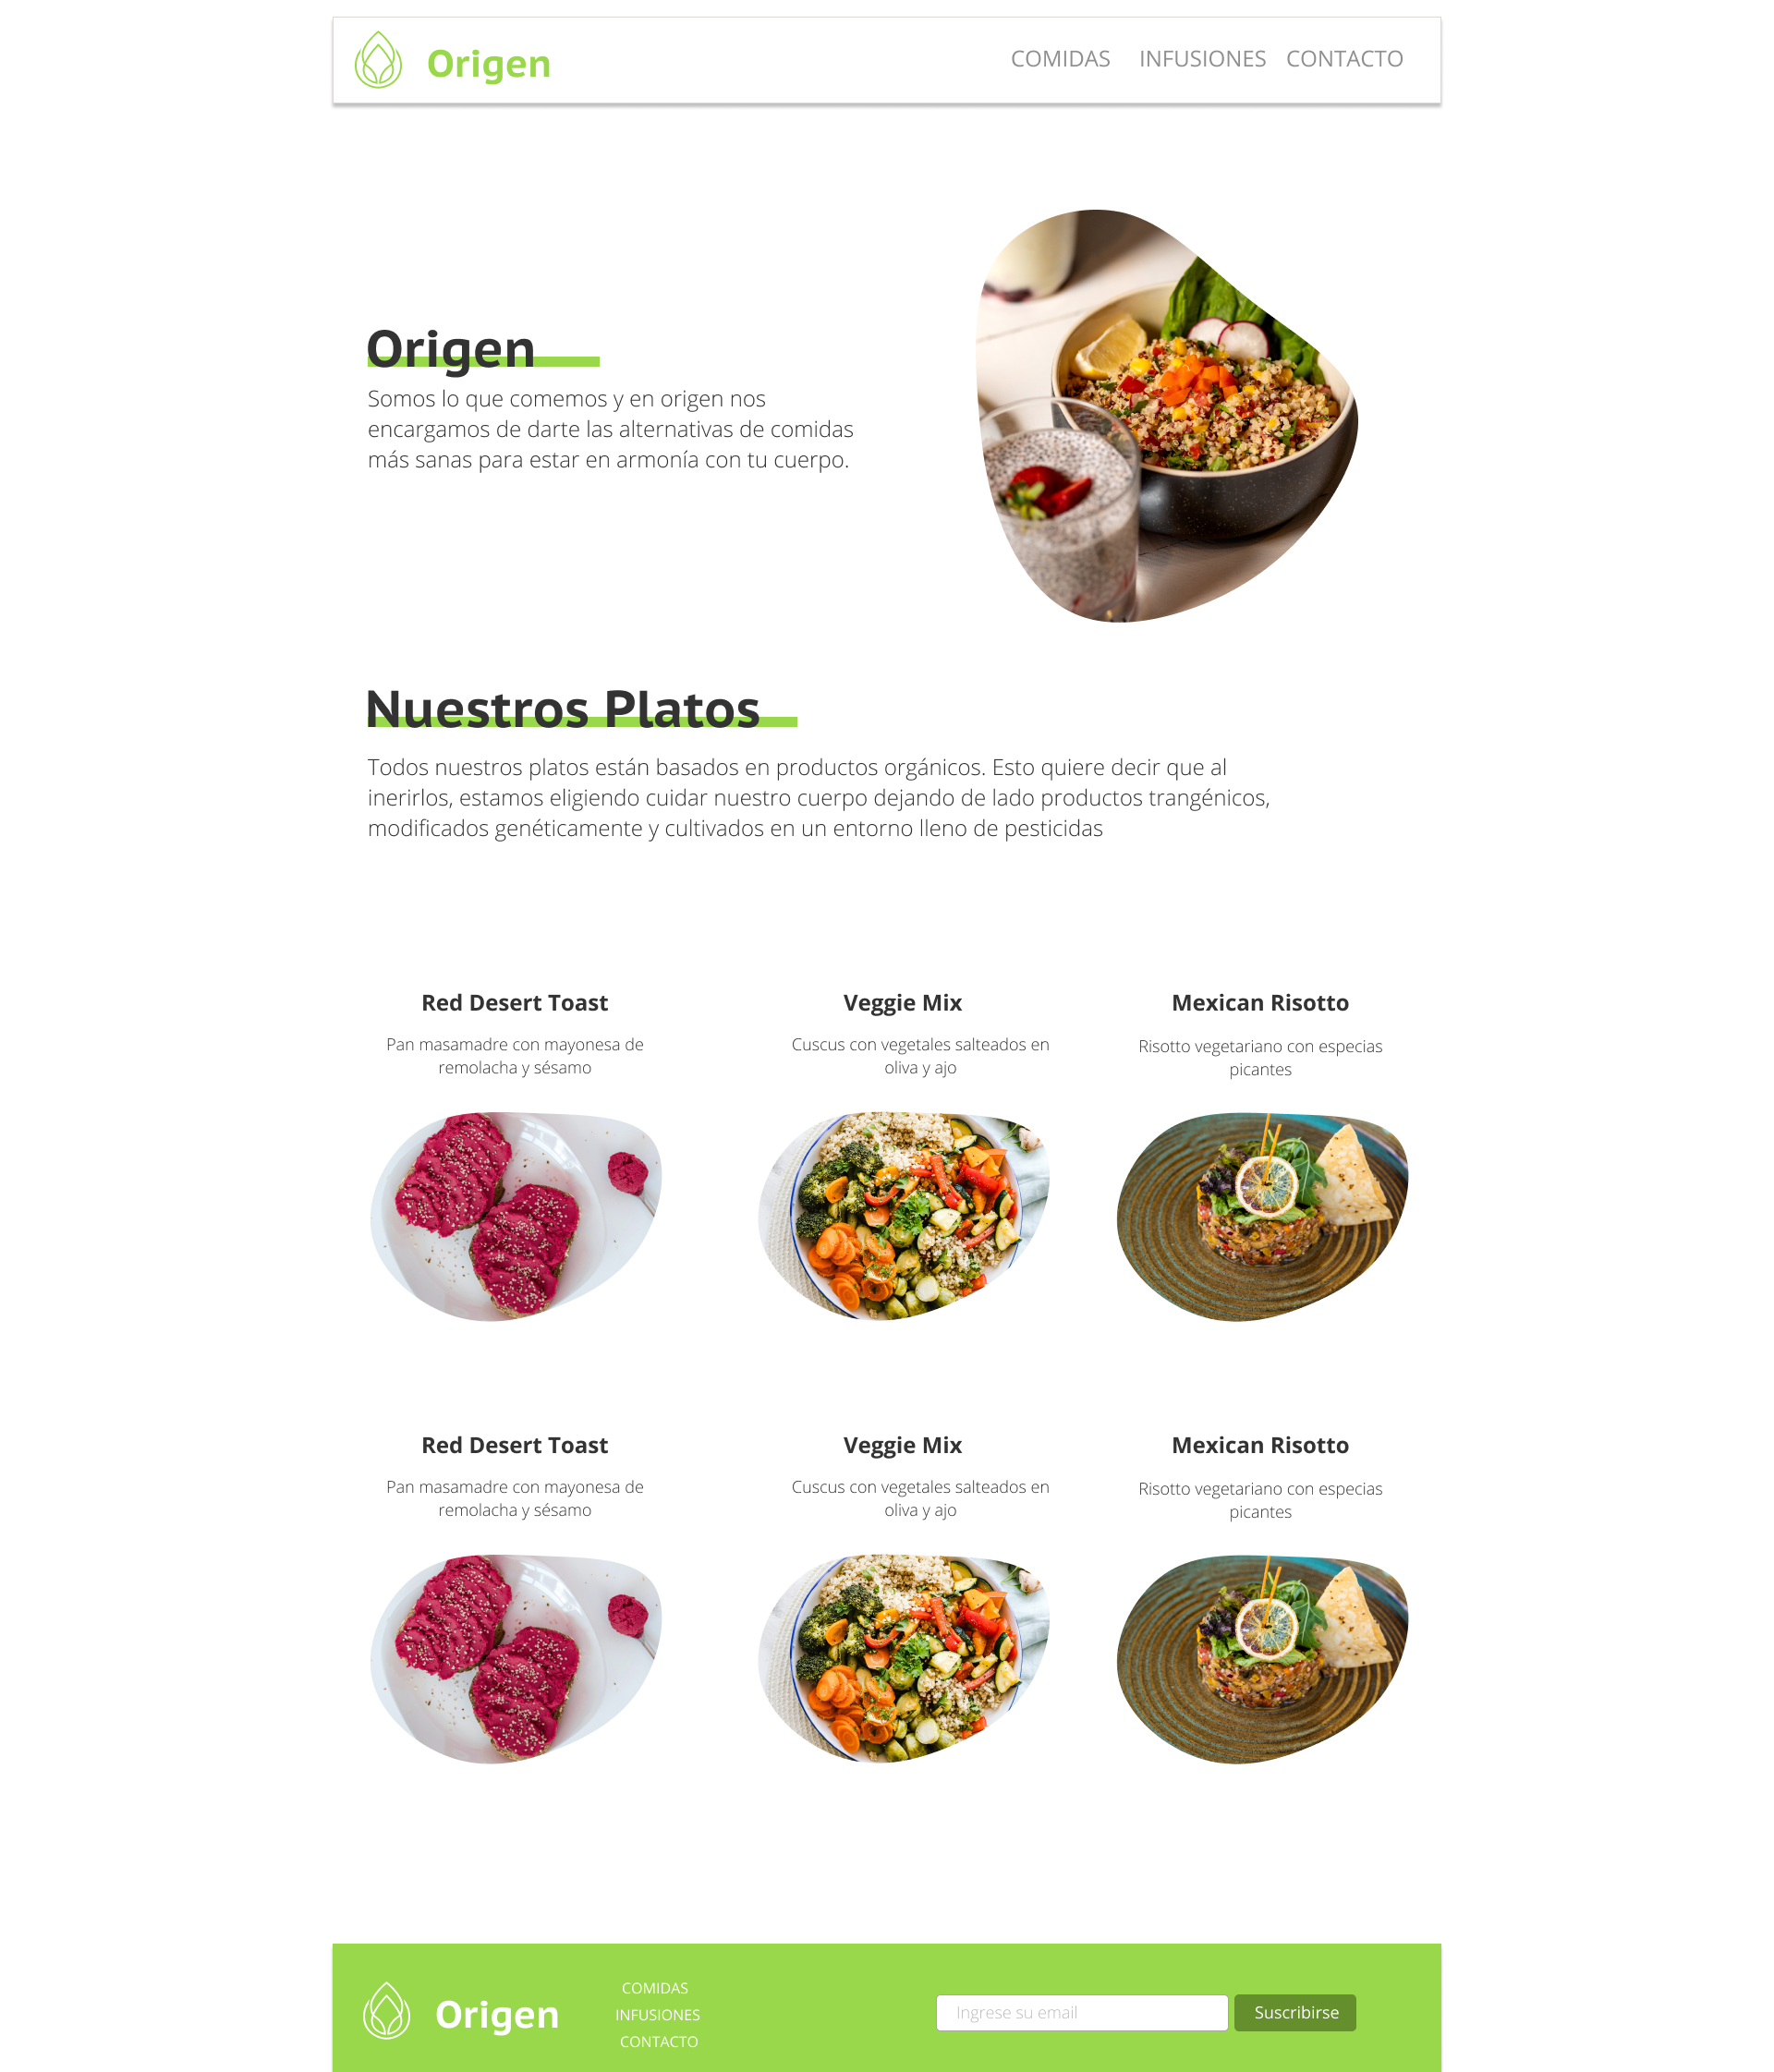 Origen
COMIDAS INFUSIONES CONTACTO
Origen
Somos lo que comemos y en origen nos
encargamos de darte las alternativas de comidas
más sanas para estar en armonía con tu cuerpo.
Nuestros Platos
Todos nuestros platos están basados en productos orgánicos. Esto quiere decir que al
inerirlos, estamos eligiendo cuidar nuestro cuerpo dejando de lado productos trangénicos,
modificados genéticamente y cultivados en un entorno lleno de pesticidas
Red Desert Toast
Pan masamadre con mayonesa de
remolacha y sésamo
Veggie Mix
Cuscus con vegetales salteados en
oliva y ajo
Mexican Risotto
Risotto vegetariano con especias
picantes
Red Desert Toast
Pan masamadre con mayonesa de
remolacha y sésamo
Veggie Mix
Cuscus con vegetales salteados en
oliva y ajo
Mexican Risotto
Risotto vegetariano con especias
picantes
Origen
COMIDAS
INFUSIONES
CONTACTO
Ingrese su email
Suscribirse